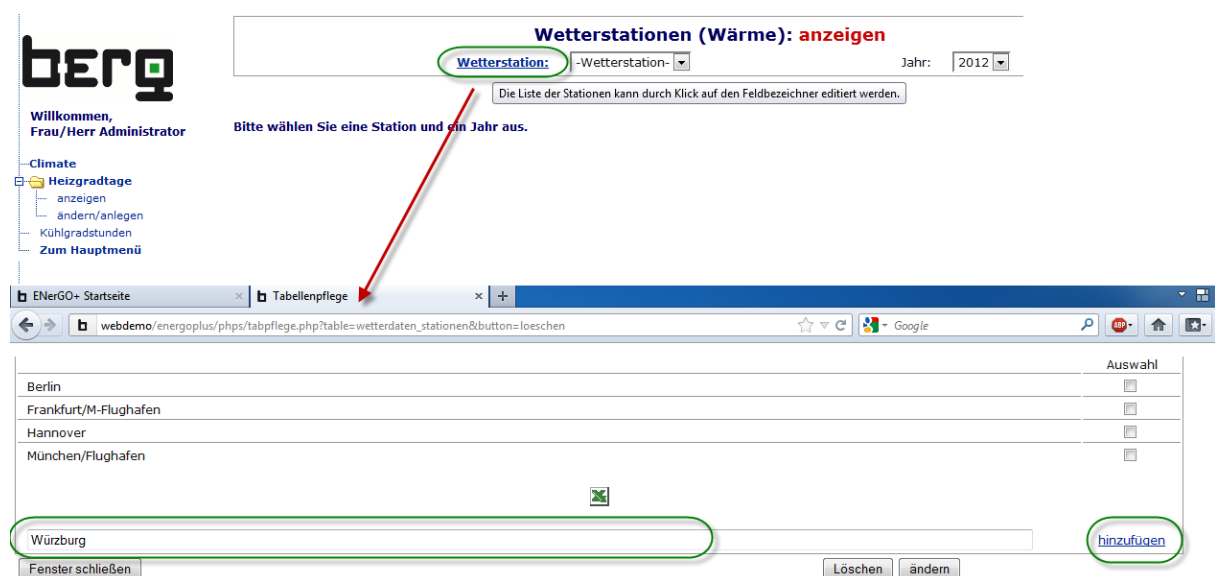 berg
Wetterstationen (Wärme): anzeigen
Wetterstation: -Wetterstation- Jahr: 2012
Die Liste der Stationen kann durch Klick auf den Feldbezeichner editiert werden.
Willkommen,
Frau/Herr Administrator
Bitte wählen Sie eine Station und ein Jahr aus.
Climate
Heizgradtage
anzeigen
ändern/anlegen
Kühlgradstunden
Zum Hauptmenü
ENerGO+ Startseite × Tabellenpflege × +
webdemo/energoplus/phps/tabpflege.php?table=wetterdaten_stationen&button=loeschen Google ABP
Auswahl
Berlin
Frankfurt/M-Flughafen
Hannover
München/Flughafen
Würzburg hinzufügen
Fenster schließen Löschen ändern